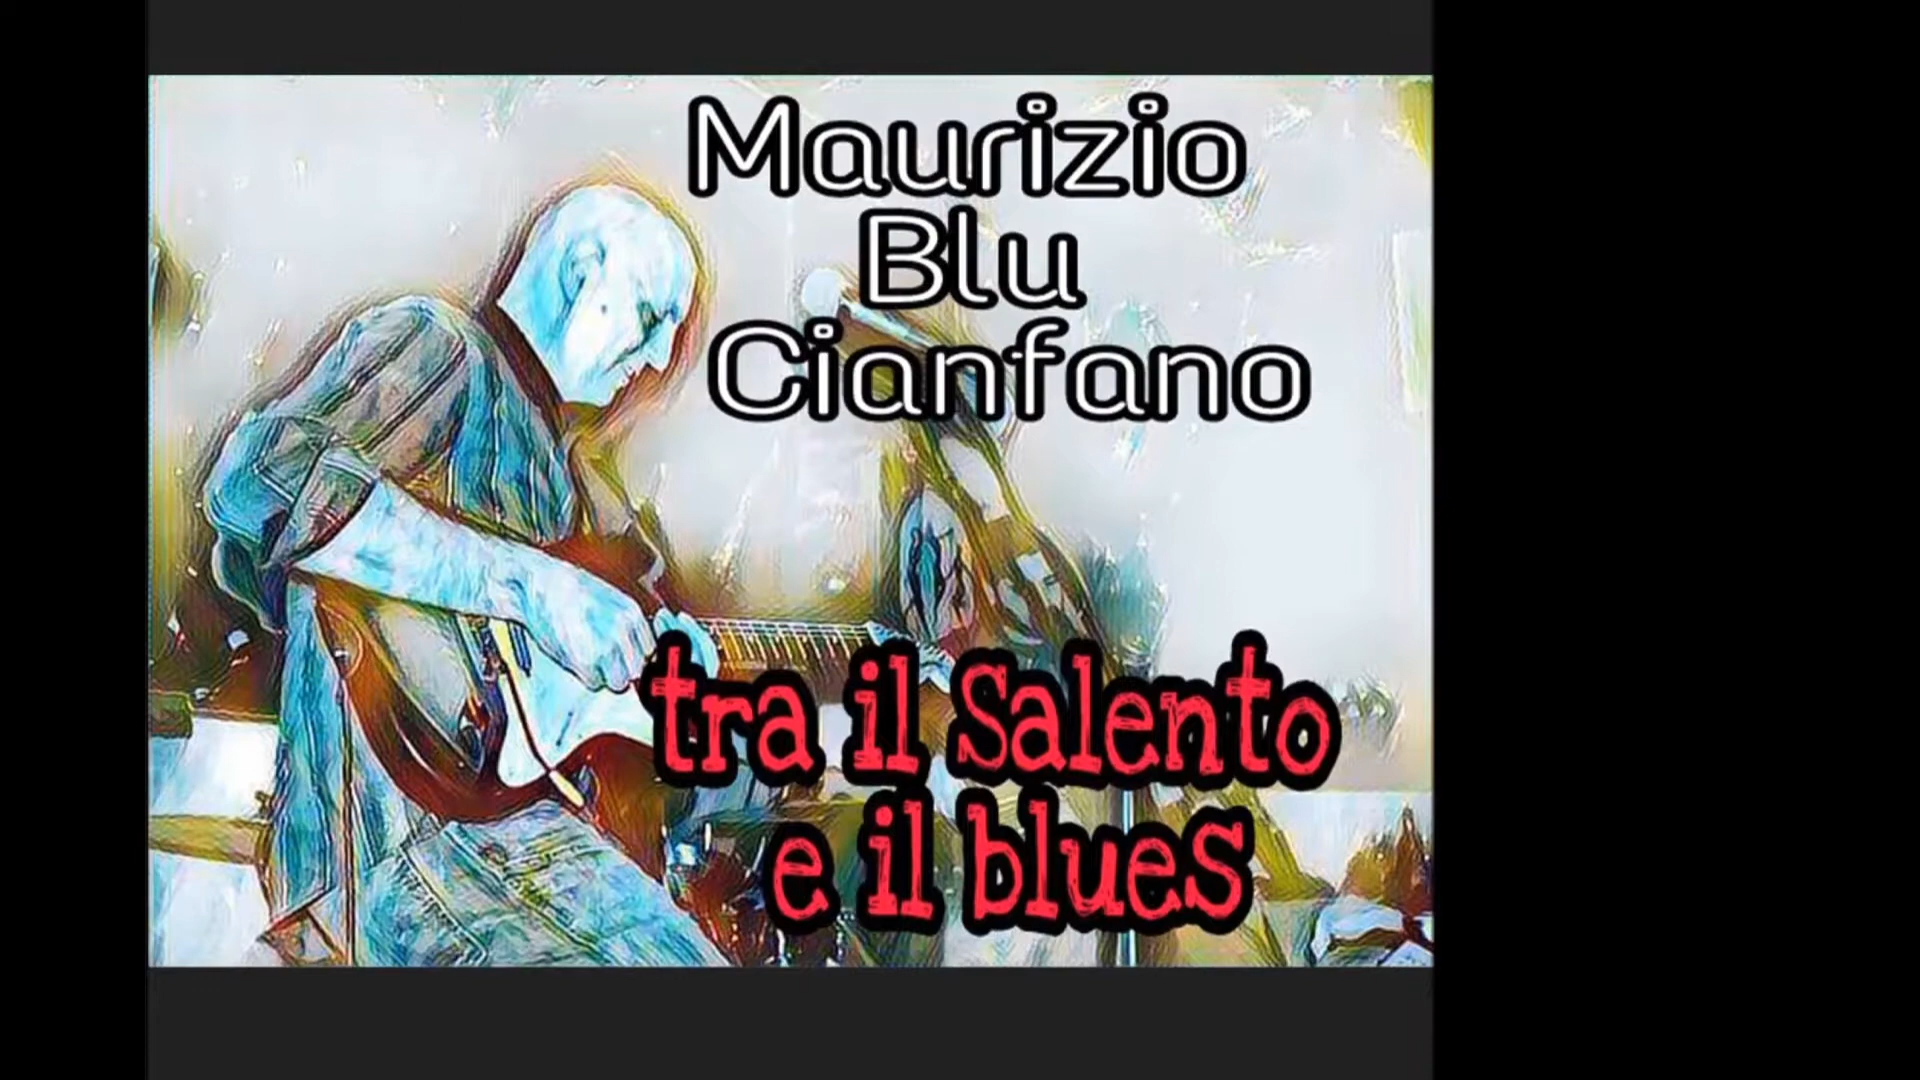 Maurizio
Blu
Cianfano
tra il Salento
e il blues